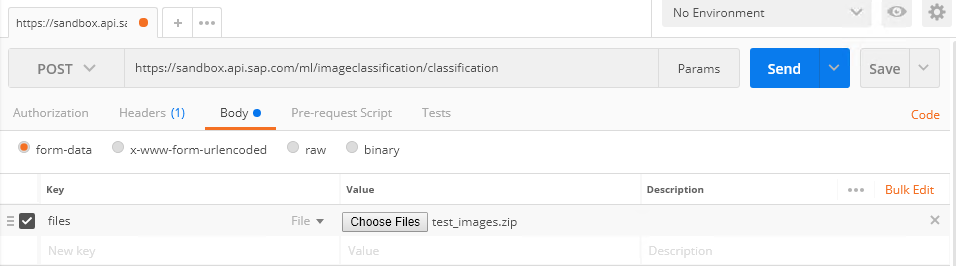 https://sandbox.api.sa
+
•••
No Environment
POST
https://sandbox.api.sap.com/ml/imageclassification/classification
Params
Send
Save
Authorization
Headers (1)
Body
Pre-request Script
Tests
Code
form-data
x-www-form-urlencoded
raw
binary
Key
Value
Description
•••
Bulk Edit
files
File
Choose Files
test_images.zip
New key
Value
Description